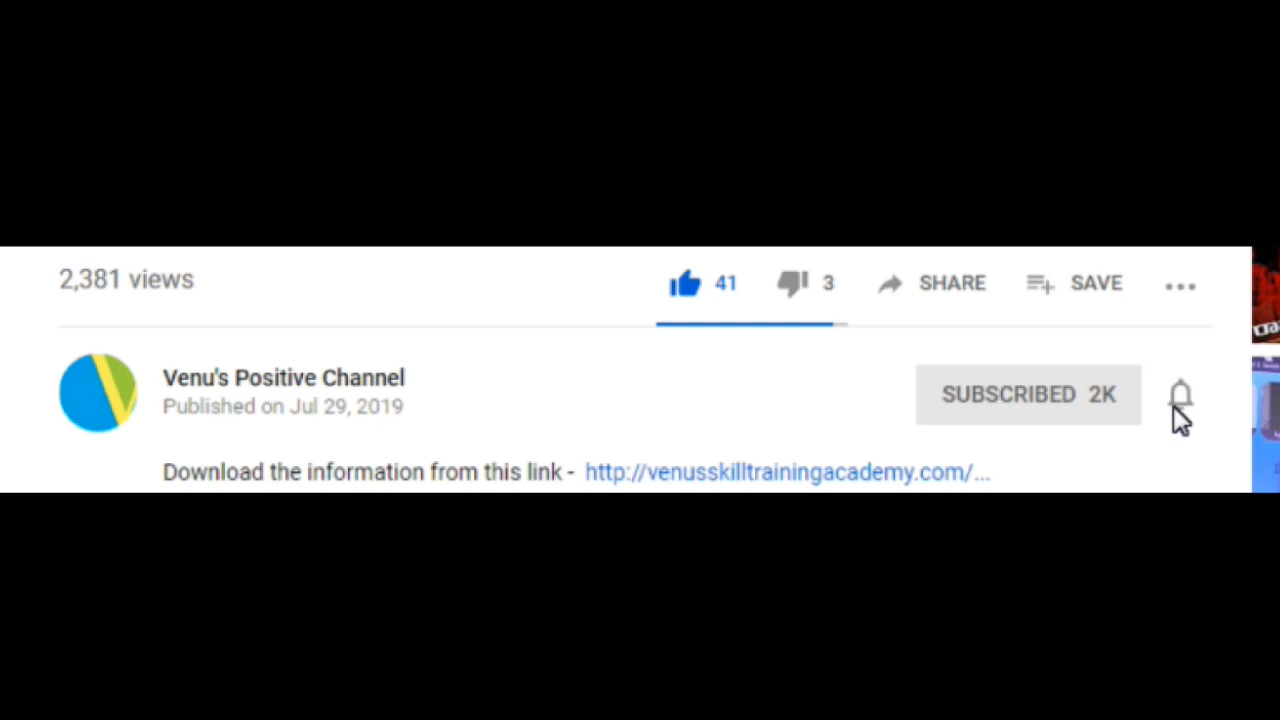 2,381 views
41 3 SHARE SAVE
Venu's Positive Channel
Published on Jul 29, 2019
SUBSCRIBED 2K
Download the information from this link - http://venusskilltrainingacademy.com/...